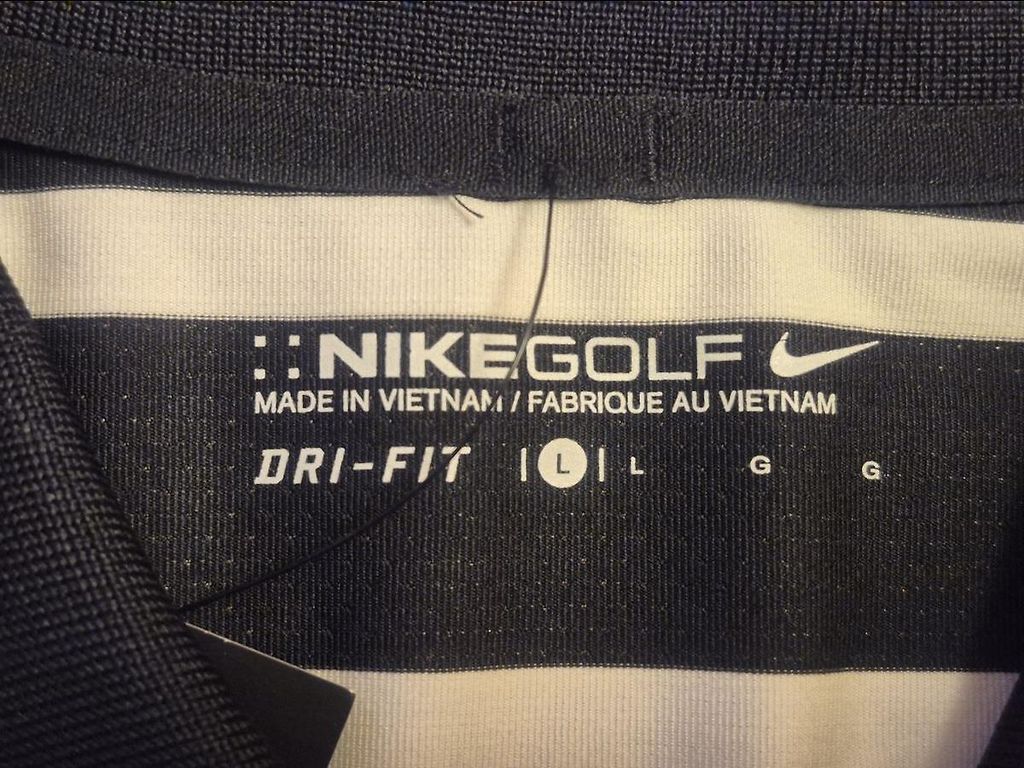 NIKEGOLF
MADE IN VIETNAM / FABRIQUE AU VIETNAM
DRI-FIT | L | L G G